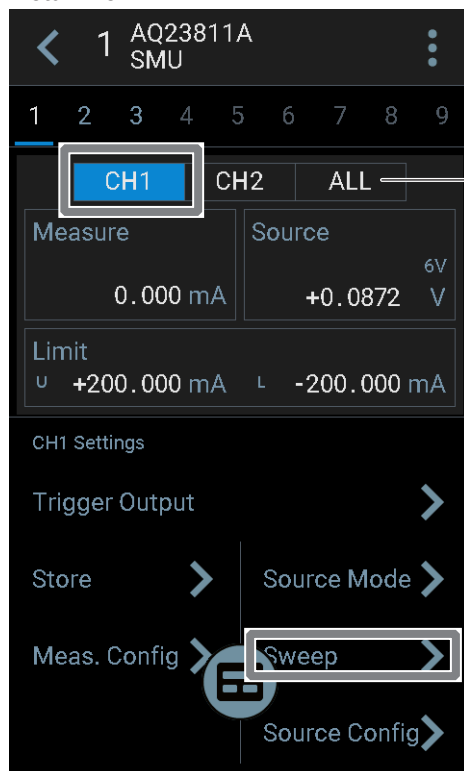 1 AQ23811A
SMU
1 2 3 4 5 6 7 8 9
CH1 CH2 ALL
Measure Source
6V
0.000 mA +0.0872 V
Limit
U +200.000 mA L -200.000 mA
CH1 Settings
Trigger Output
Store Source Mode
Meas. Config Sweep
Source Config